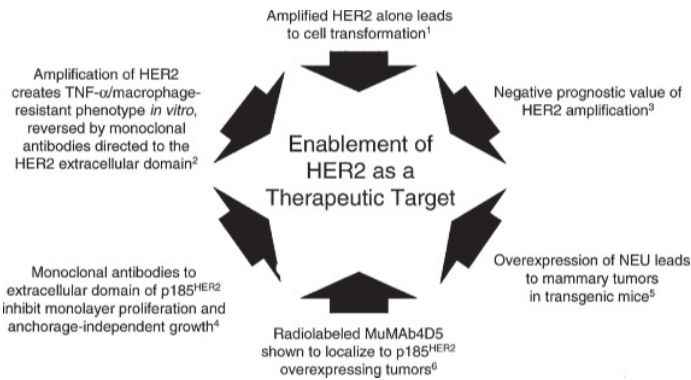 Amplified HER2 alone leads
to cell transformation¹
Amplification of HER2
creates TNF-α/macrophage-
resistant phenotype in vitro,
reversed by monoclonal
antibodies directed to the
HER2 extracellular domain²
Negative prognostic value of
HER2 amplification³
Enablement of
HER2 as a
Therapeutic Target
Monoclonal antibodies to
extracellular domain of p185ᴴᴱᴿ²
inhibit monolayer proliferation and
anchorage-independent growth⁴
Overexpression of NEU leads
to mammary tumors
in transgenic mice⁵
Radiolabeled MuMAb4D5
shown to localize to p185ᴴᴱᴿ²
overexpressing tumors⁶